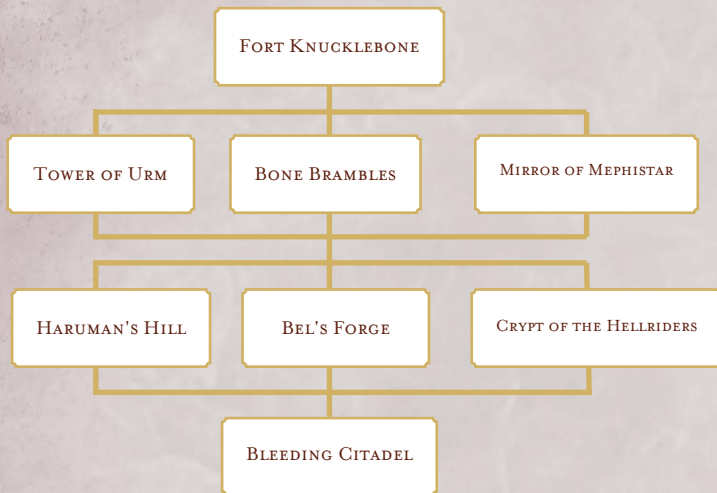 Fort Knucklebone
Tower of Urm
Bone Brambles
Mirror of Mephistar
Haruman's Hill
Bel's Forge
Crypt of the Hellriders
Bleeding Citadel